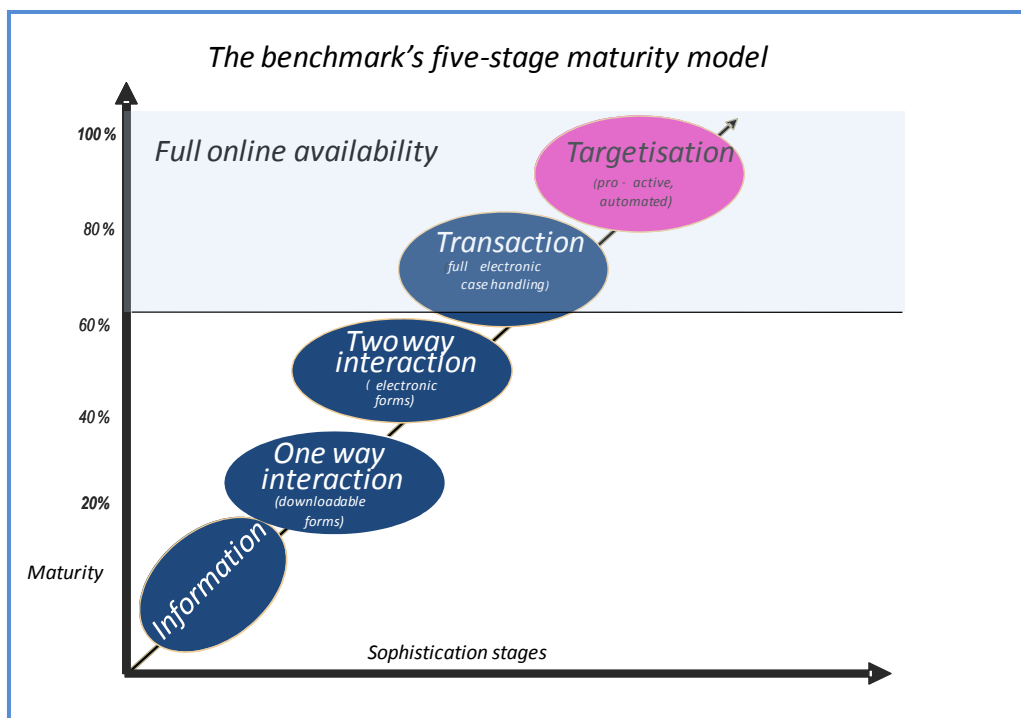 The benchmark’s five-stage maturity model
100 %
Full online availability
Targetisation
(pro - active,
automated)
80 %
Transaction
(full electronic
case handling)
60 %
Two way
interaction
( electronic
forms)
40 %
One way
interaction
(downloadable
forms)
20%
Information
Maturity
Sophistication stages